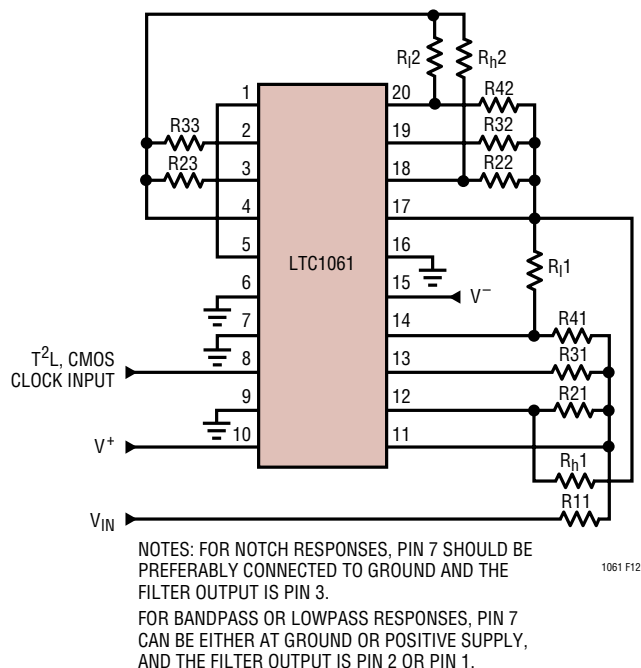 Rl2
Rh2
1
20
R42
R33
2
19
R32
R23
3
18
R22
4
17
5
16
LTC1061
Rl1
6
15
V–
7
14
R41
T2L, CMOS
CLOCK INPUT
8
13
R31
9
12
R21
V+
10
11
Rh1
R11
VIN
NOTES: FOR NOTCH RESPONSES, PIN 7 SHOULD BE
PREFERABLY CONNECTED TO GROUND AND THE
FILTER OUTPUT IS PIN 3.
1061 F12
FOR BANDPASS OR LOWPASS RESPONSES, PIN 7
CAN BE EITHER AT GROUND OR POSITIVE SUPPLY,
AND THE FILTER OUTPUT IS PIN 2 OR PIN 1.